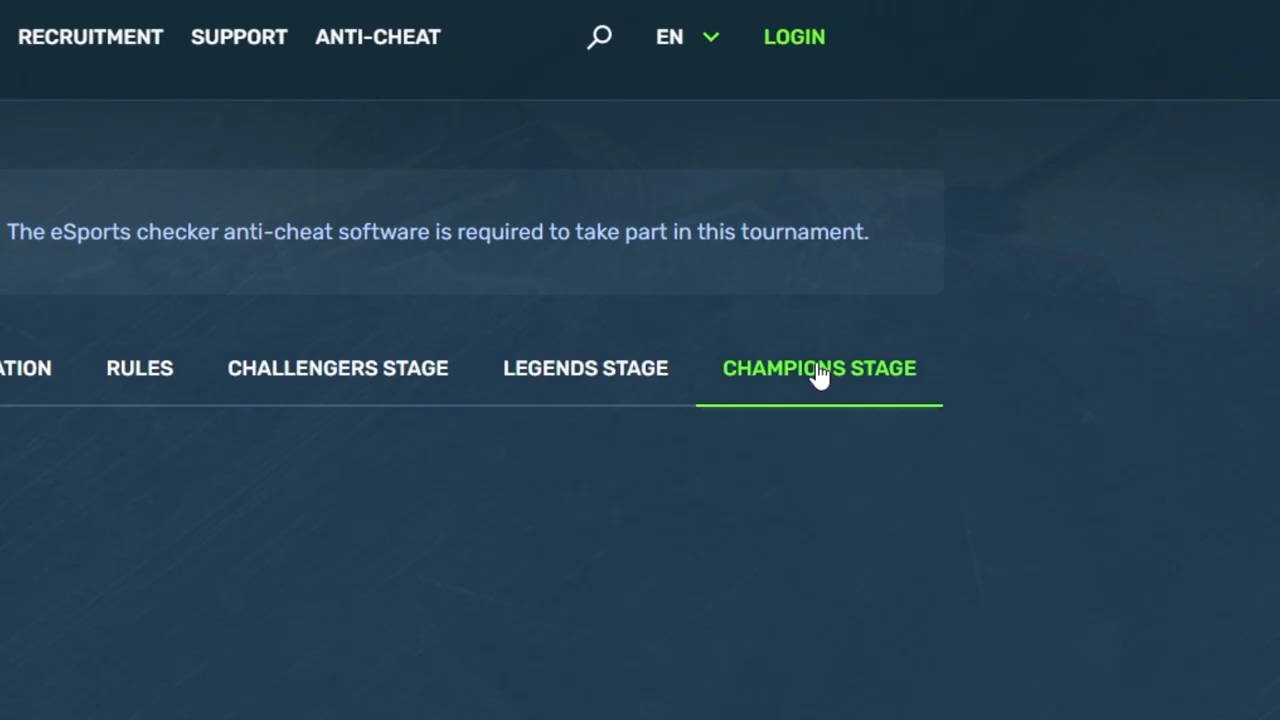 RECRUITMENT SUPPORT ANTI-CHEAT EN LOGIN
The eSports checker anti-cheat software is required to take part in this tournament.
ATION RULES CHALLENGERS STAGE LEGENDS STAGE CHAMPIONS STAGE